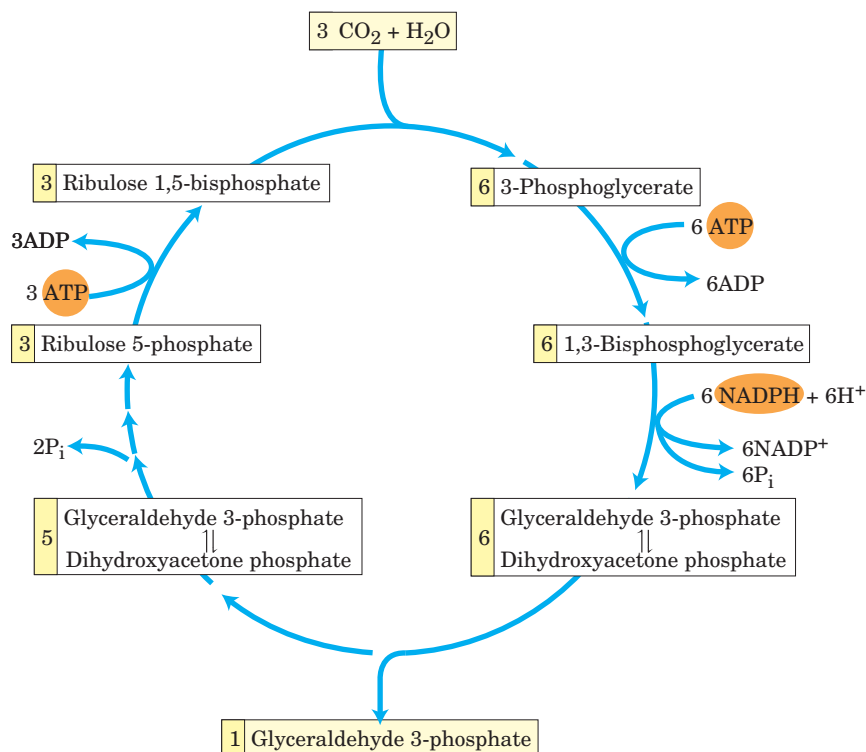 3 CO₂ + H₂O
3 Ribulose 1,5-bisphosphate
6 3-Phosphoglycerate
3ADP
6 ATP
3 ATP
6ADP
3 Ribulose 5-phosphate
6 1,3-Bisphosphoglycerate
6 NADPH + 6H⁺
2Pᵢ
6NADP⁺
6Pᵢ
5 Glyceraldehyde 3-phosphate
⥮
Dihydroxyacetone phosphate
6 Glyceraldehyde 3-phosphate
⥮
Dihydroxyacetone phosphate
1 Glyceraldehyde 3-phosphate